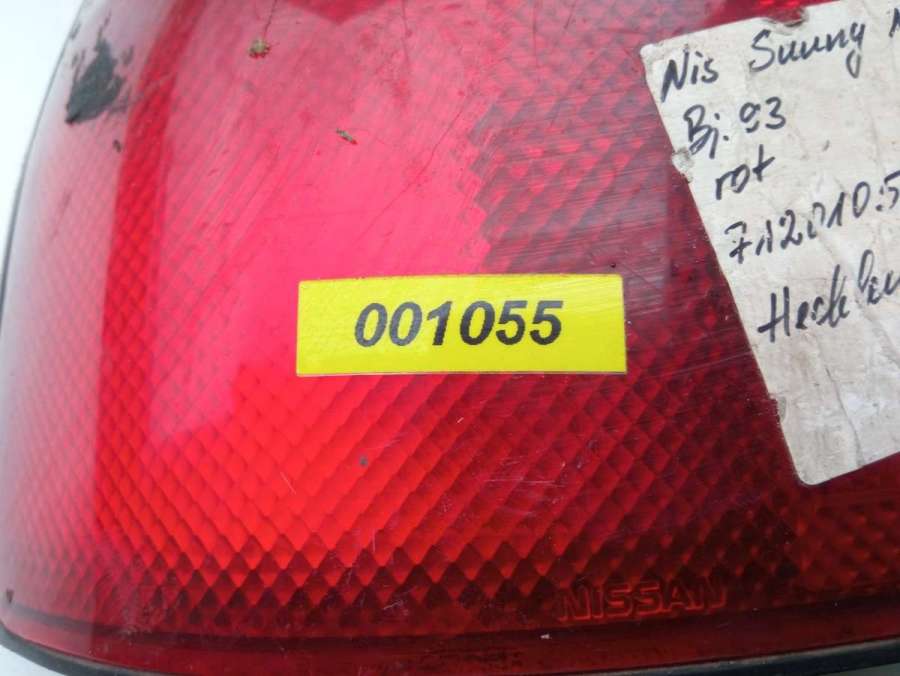 Nis Sunny
Bj. 93
rot
001055
NISSAN